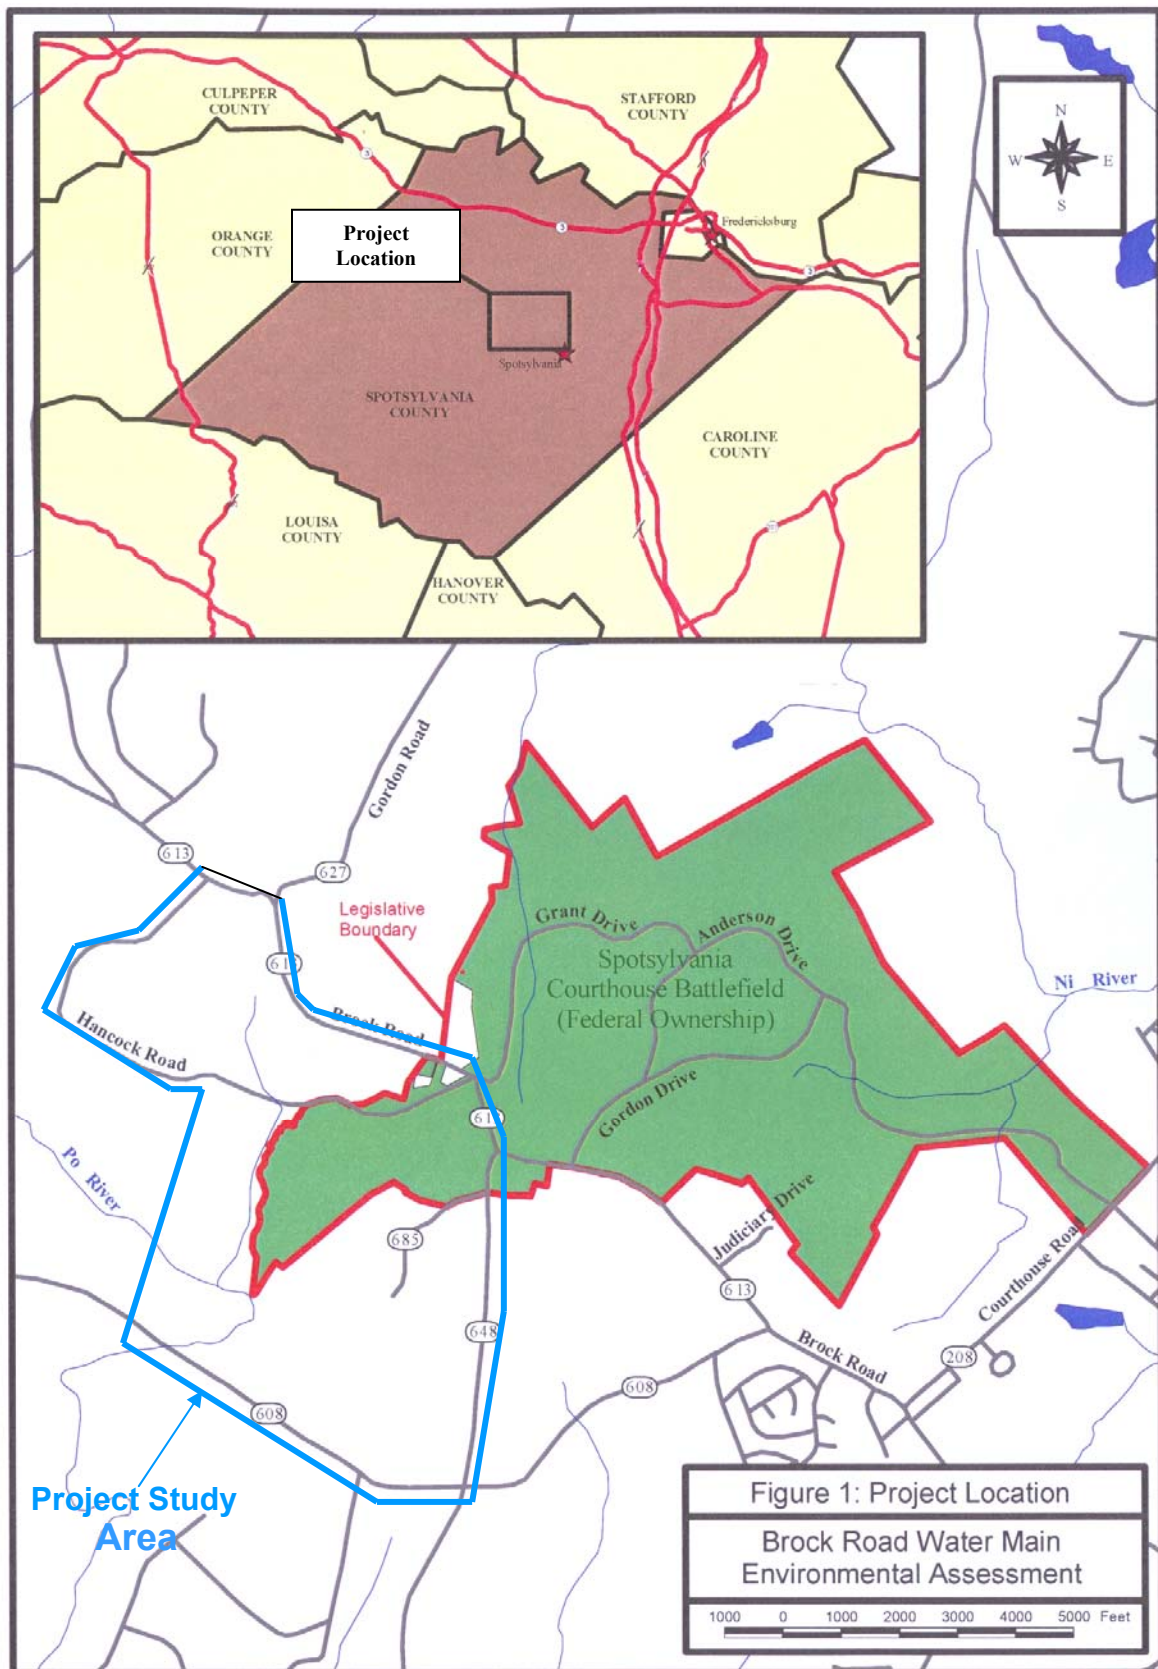 CULPEPER
COUNTY
STAFFORD
COUNTY
N
W E
S
3
Fredericksburg
ORANGE
COUNTY
Project
Location
3
3
Spotsylvania
SPOTSYLVANIA
COUNTY
CAROLINE
COUNTY
LOUISA
COUNTY
HANOVER
COUNTY
Gordon Road
613
627
Legislative
Boundary
Grant Drive
Anderson Drive
Spotsylvania
Courthouse Battlefield
(Federal Ownership)
Ni River
Brock Road
Hancock Road
Gordon Drive
Po River
685
Judiciary Drive
613
Courthouse Road
648
Brock Road
208
608
608
Project Study
Area
Figure 1: Project Location
Brock Road Water Main
Environmental Assessment
1000 0 1000 2000 3000 4000 5000 Feet